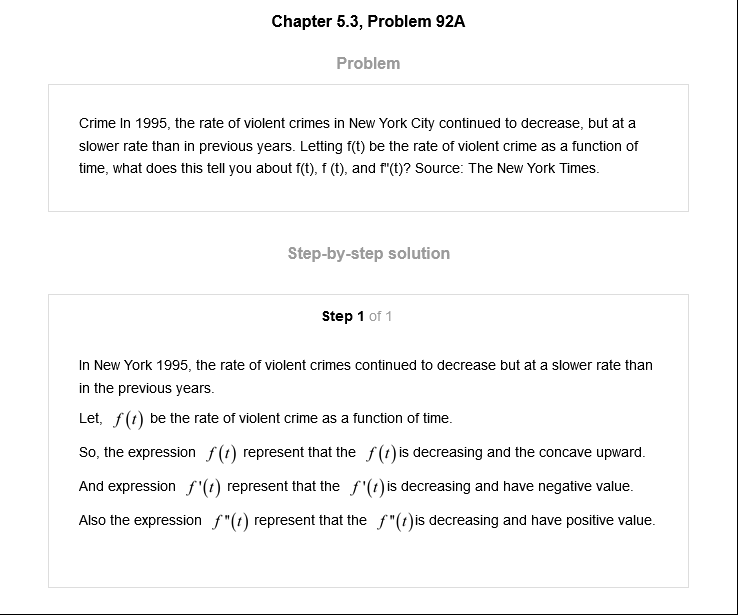 Chapter 5.3, Problem 92A
Problem
Crime In 1995, the rate of violent crimes in New York City continued to decrease, but at a
slower rate than in previous years. Letting f(t) be the rate of violent crime as a function of
time, what does this tell you about f(t), f (t), and f"(t)? Source: The New York Times.
Step-by-step solution
Step 1 of 1
In New York 1995, the rate of violent crimes continued to decrease but at a slower rate than
in the previous years.
Let, f(t) be the rate of violent crime as a function of time.
So, the expression f(t) represent that the f(t) is decreasing and the concave upward.
And expression f'(t) represent that the f'(t) is decreasing and have negative value.
Also the expression f"(t) represent that the f"(t) is decreasing and have positive value.